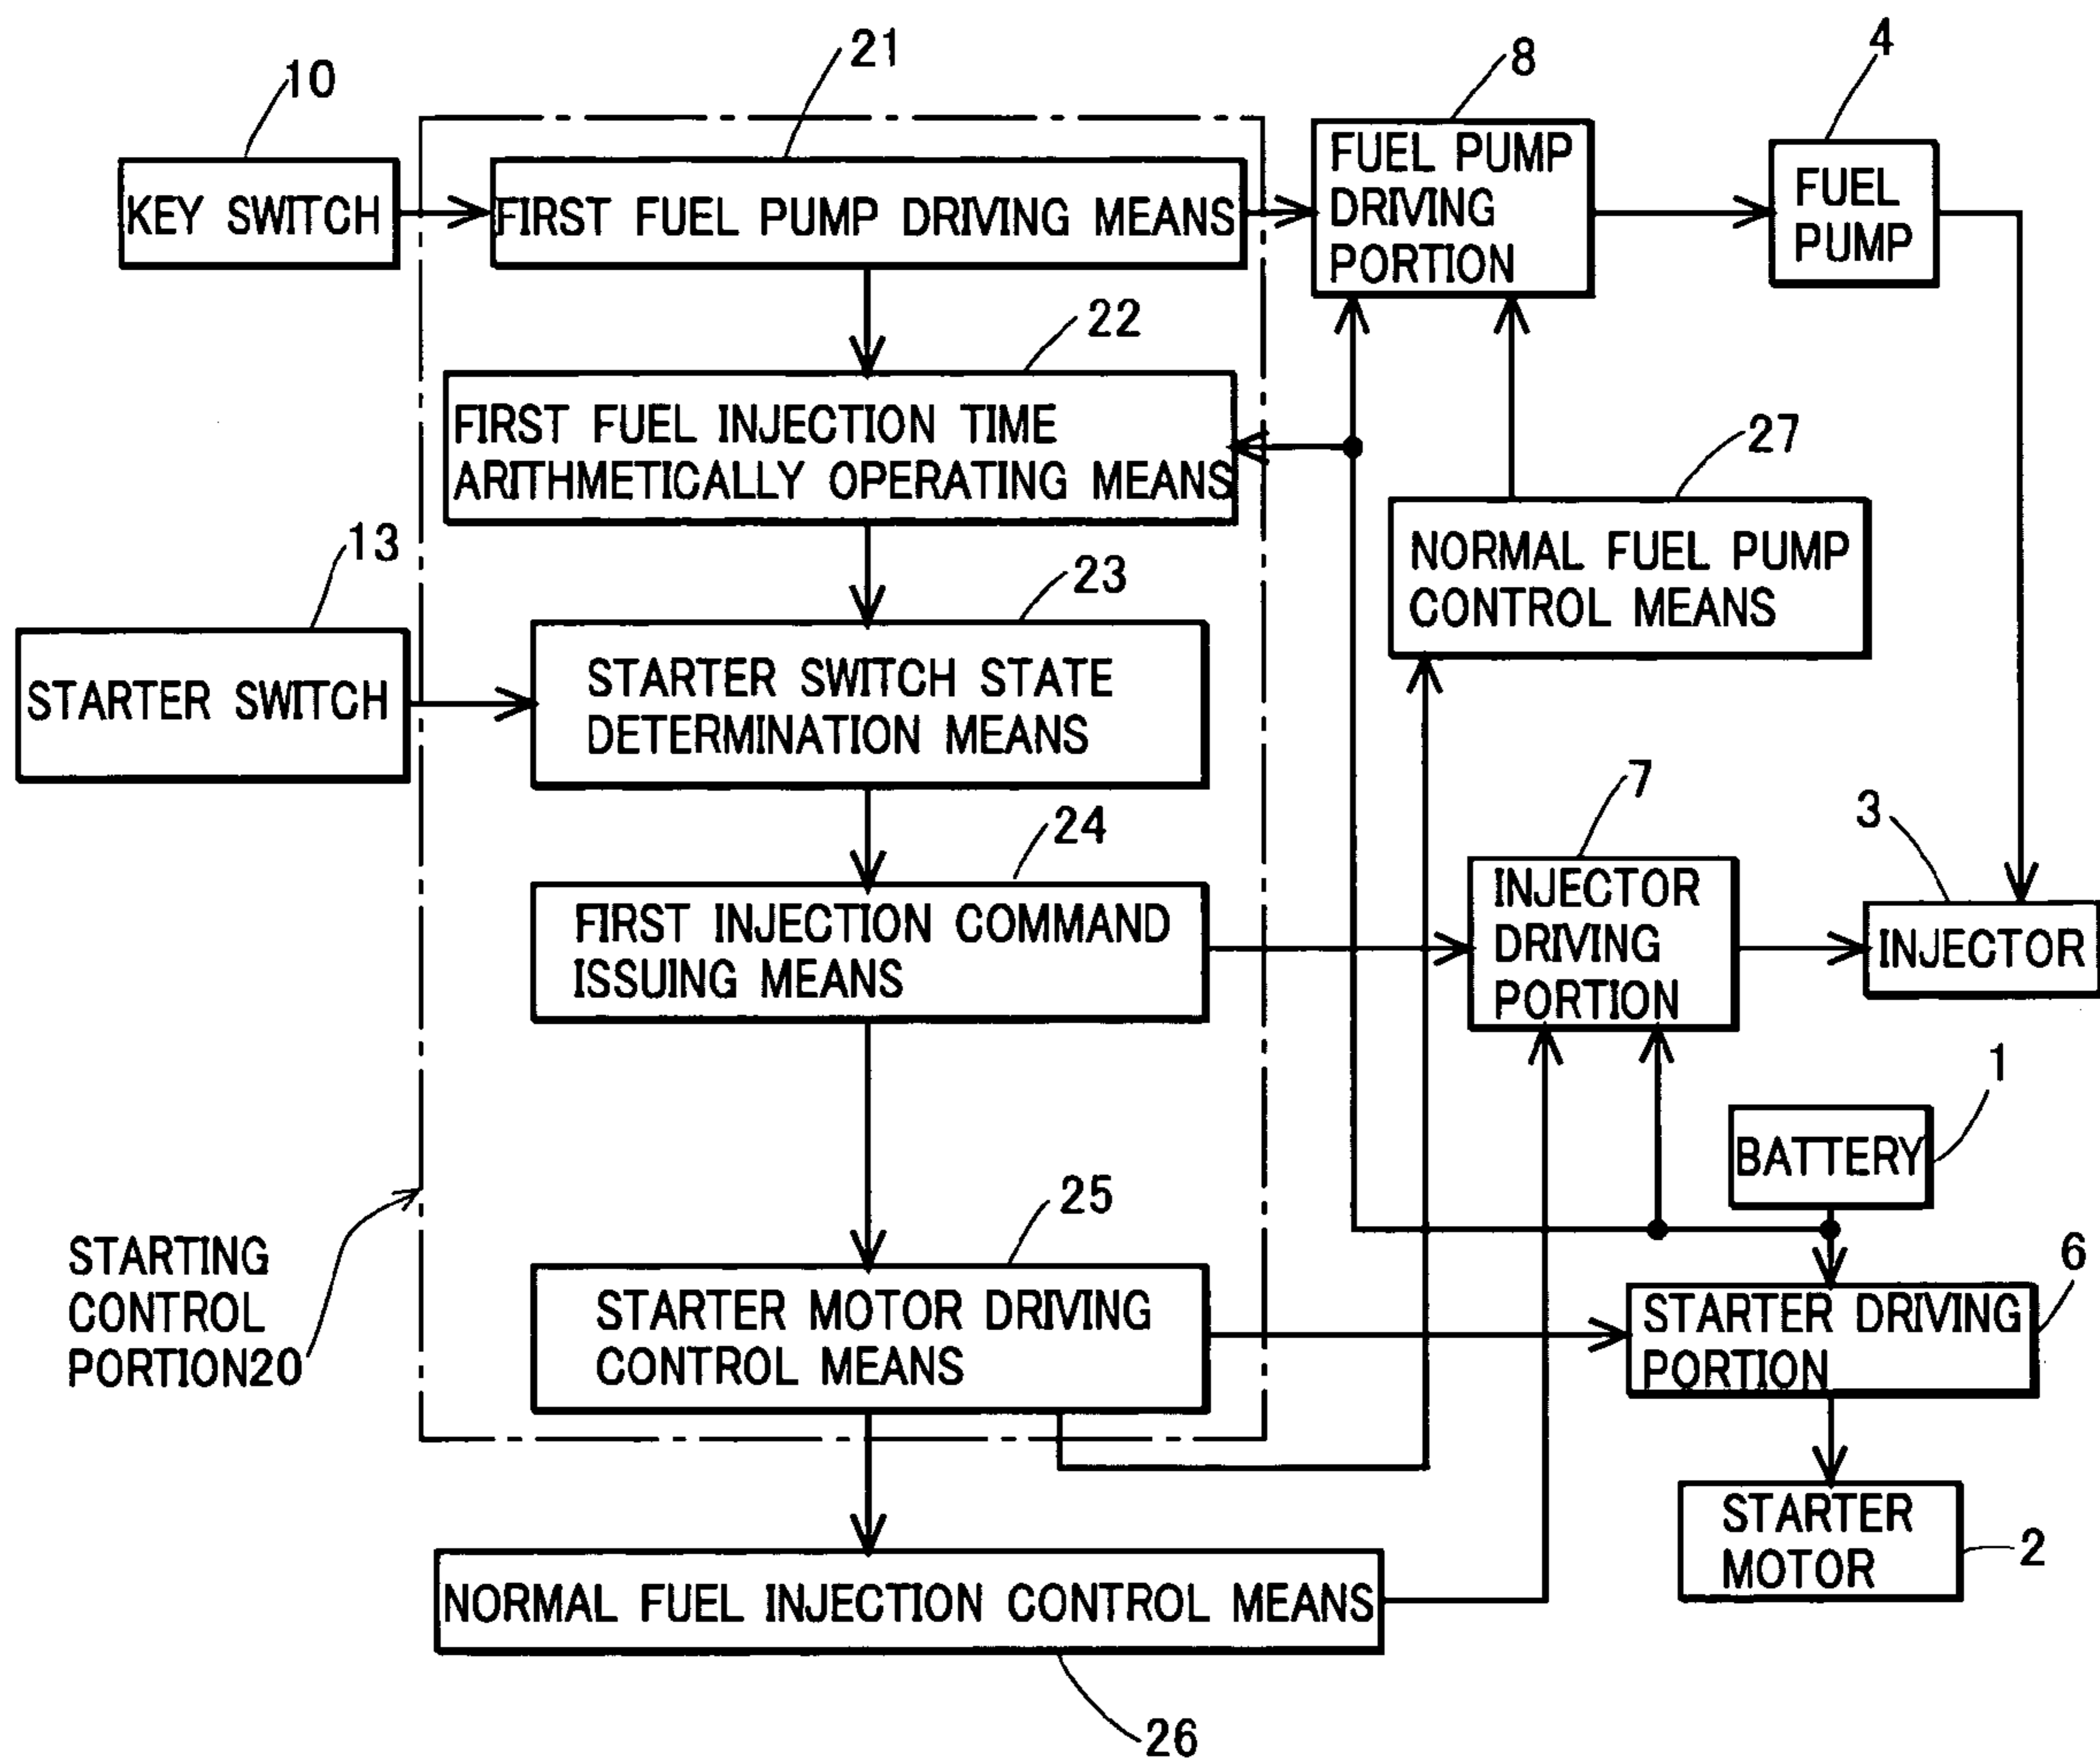 10
21
8
4
KEY SWITCH
FIRST FUEL PUMP DRIVING MEANS
FUEL PUMP
DRIVING
PORTION
FUEL
PUMP
22
FIRST FUEL INJECTION TIME
ARITHMETICALLY OPERATING MEANS
27
NORMAL FUEL PUMP
CONTROL MEANS
13
STARTER SWITCH
23
STARTER SWITCH STATE
DETERMINATION MEANS
24
FIRST INJECTION COMMAND
ISSUING MEANS
7
INJECTOR
DRIVING
PORTION
3
INJECTOR
1
BATTERY
STARTING
CONTROL
PORTION20
25
STARTER MOTOR DRIVING
CONTROL MEANS
6
STARTER DRIVING
PORTION
STARTER
MOTOR
2
NORMAL FUEL INJECTION CONTROL MEANS
26